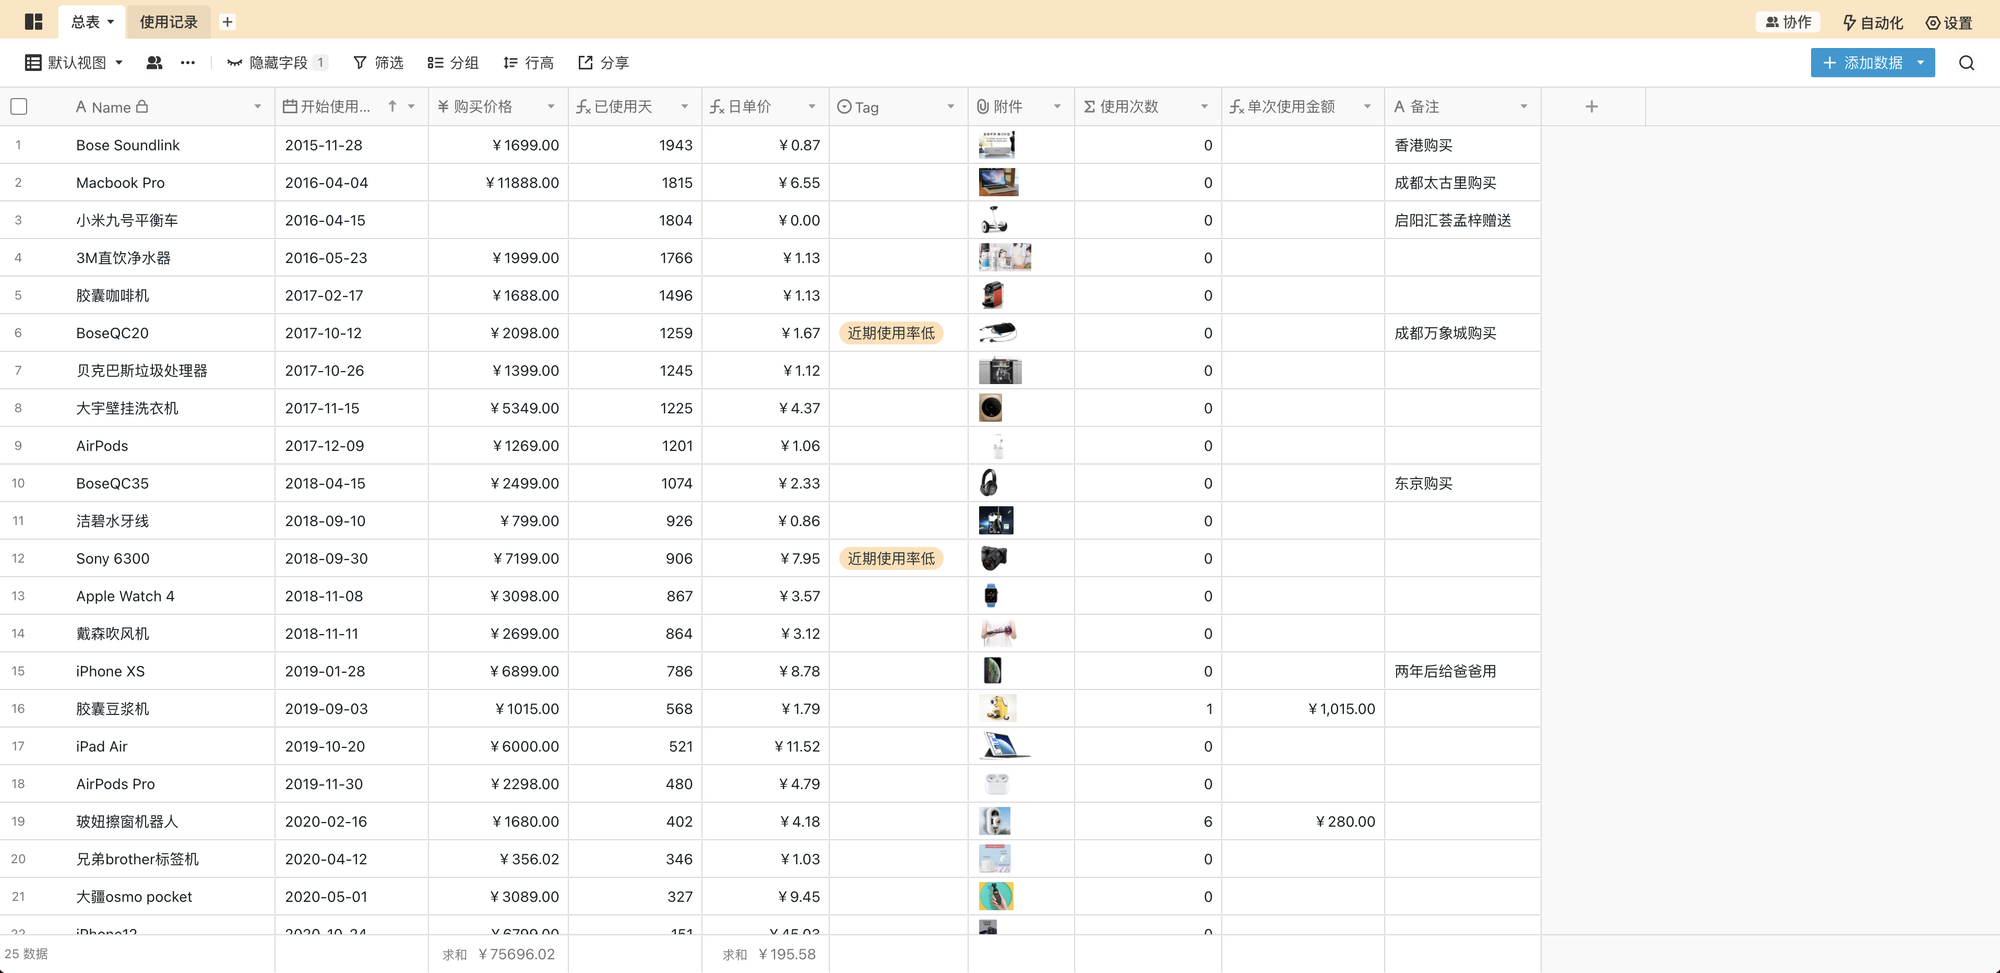 总表 使用记录 协作 自动化 设置
默认视图 隐藏字段 1 筛选 分组 行高 分享 添加数据
Name 开始使用... 购买价格 已使用天 日单价 Tag 附件 使用次数 单次使用金额 备注
1 Bose Soundlink 2015-11-28 ￥1699.00 1943 ￥0.87 0 香港购买
2 Macbook Pro 2016-04-04 ￥11888.00 1815 ￥6.55 0 成都太古里购买
3 小米九号平衡车 2016-04-15 1804 ￥0.00 0 启阳汇荟孟梓赠送
4 3M直饮净水器 2016-05-23 ￥1999.00 1766 ￥1.13 0
5 胶囊咖啡机 2017-02-17 ￥1688.00 1496 ￥1.13 0
6 BoseQC20 2017-10-12 ￥2098.00 1259 ￥1.67 近期使用率低 0 成都万象城购买
7 贝克巴斯垃圾处理器 2017-10-26 ￥1399.00 1245 ￥1.12 0
8 大宇壁挂洗衣机 2017-11-15 ￥5349.00 1225 ￥4.37 0
9 AirPods 2017-12-09 ￥1269.00 1201 ￥1.06 0
10 BoseQC35 2018-04-15 ￥2499.00 1074 ￥2.33 0 东京购买
11 洁碧水牙线 2018-09-10 ￥799.00 926 ￥0.86 0
12 Sony 6300 2018-09-30 ￥7199.00 906 ￥7.95 近期使用率低 0
13 Apple Watch 4 2018-11-08 ￥3098.00 867 ￥3.57 0
14 戴森吹风机 2018-11-11 ￥2699.00 864 ￥3.12 0
15 iPhone XS 2019-01-28 ￥6899.00 786 ￥8.78 0 两年后给爸爸用
16 胶囊豆浆机 2019-09-03 ￥1015.00 568 ￥1.79 1 ￥1,015.00
17 iPad Air 2019-10-20 ￥6000.00 521 ￥11.52 0
18 AirPods Pro 2019-11-30 ￥2298.00 480 ￥4.79 0
19 玻妞擦窗机器人 2020-02-16 ￥1680.00 402 ￥4.18 6 ￥280.00
20 兄弟brother标签机 2020-04-12 ￥356.02 346 ￥1.03 0
21 大疆osmo pocket 2020-05-01 ￥3089.00 327 ￥9.45 0
22 iPhone12 2020-10-24 ￥6799.00 151 ￥45.03 0
25 数据 求和 ￥75696.02 求和 ￥195.58